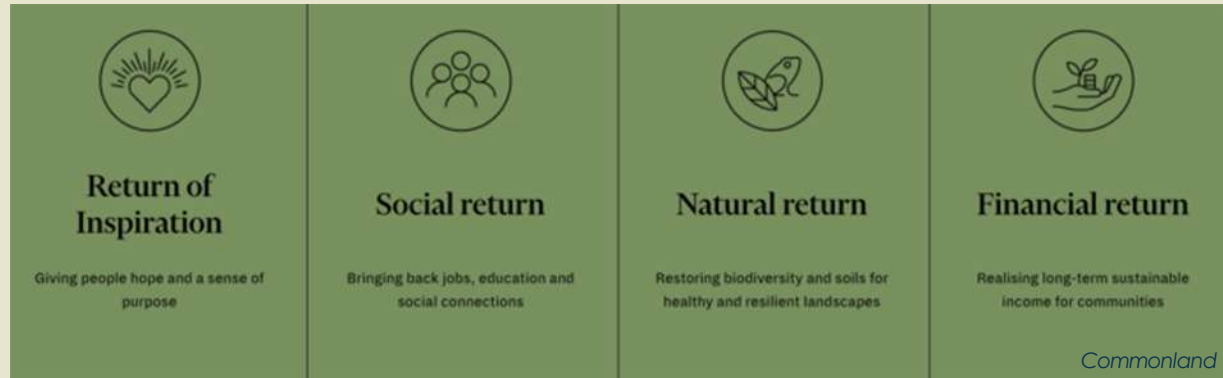 Return of
Inspiration
Giving people hope and a sense of
purpose
Social return
Bringing back jobs, education and
social connections
Natural return
Restoring biodiversity and soils for
healthy and resilient landscapes
Financial return
Realising long-term sustainable
income for communities
Commonland